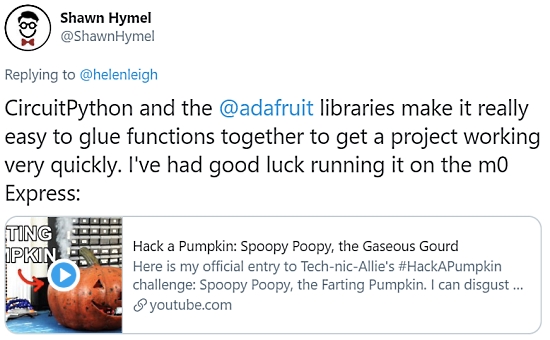 Shawn Hymel
@ShawnHymel
Replying to @helenleigh
CircuitPython and the @adafruit libraries make it really
easy to glue functions together to get a project working
very quickly. I've had good luck running it on the m0
Express:
TING
MPKIN
Hack a Pumpkin: Spoopy Poopy, the Gaseous Gourd
Here is my official entry to Tech-nic-Allie's #HackAPumpkin
challenge: Spoopy Poopy, the Farting Pumpkin. I can disgust ...
youtube.com